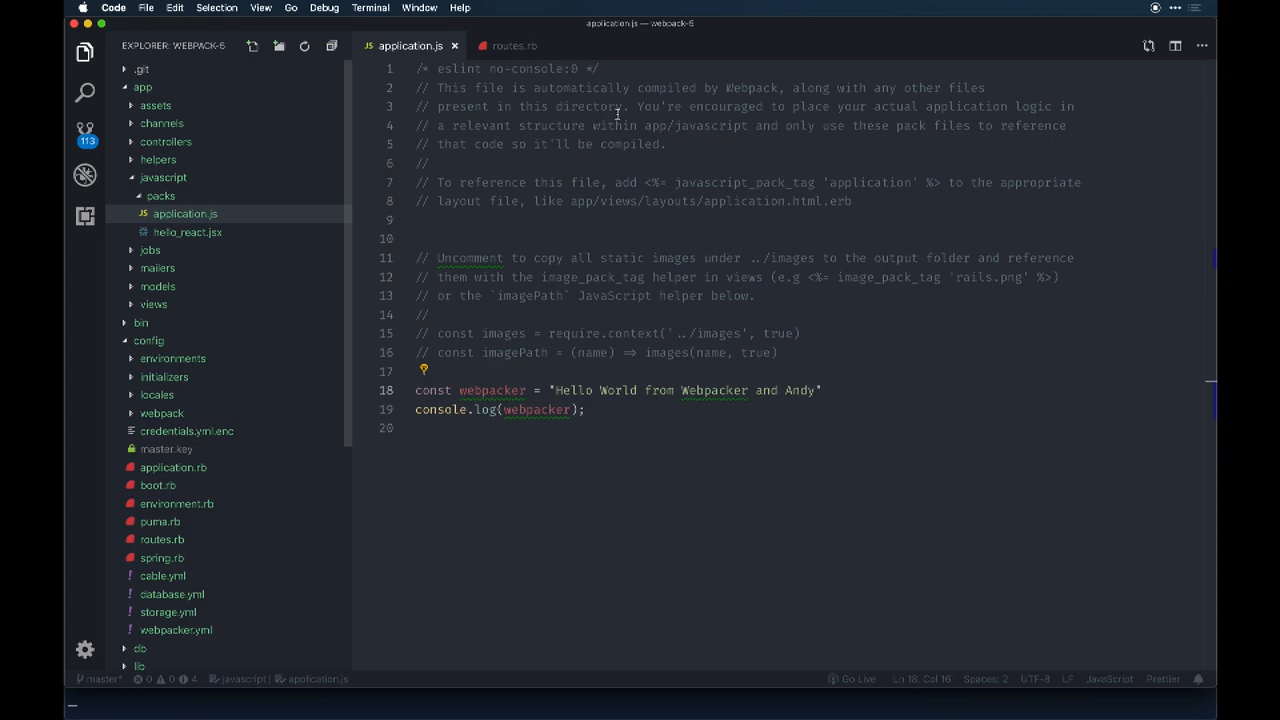 Code File Edit Selection View Go Debug Terminal Window Help
application.js — webpack-5
EXPLORER: WEBPACK-5
JS application.js ×
routes.rb
.git
app
assets
channels
113
controllers
helpers
javascript
packs
JS application.js
hello_react.jsx
jobs
mailers
models
views
bin
config
environments
initializers
locales
webpack
credentials.yml.enc
master.key
application.rb
boot.rb
environment.rb
puma.rb
routes.rb
spring.rb
! cable.yml
! database.yml
! storage.yml
! webpacker.yml
db
lib
1 /* eslint no-console:0 */
2 // This file is automatically compiled by Webpack, along with any other files
3 // present in this directory. You're encouraged to place your actual application logic in
4 // a relevant structure within app/javascript and only use these pack files to reference
5 // that code so it'll be compiled.
6 //
7 // To reference this file, add <%= javascript_pack_tag 'application' %> to the appropriate
8 // layout file, like app/views/layouts/application.html.erb
9
10
11 // Uncomment to copy all static images under ../images to the output folder and reference
12 // them with the image_pack_tag helper in views (e.g <%= image_pack_tag 'rails.png' %>)
13 // or the `imagePath` JavaScript helper below.
14 //
15 // const images = require.context('../images', true)
16 // const imagePath = (name) => images(name, true)
17
18 const webpacker = "Hello World from Webpacker and Andy"
19 console.log(webpacker);
20
master* 0 0 4 javascript | application.js Go Live Ln 18, Col 16 Spaces: 2 UTF-8 LF JavaScript Prettier